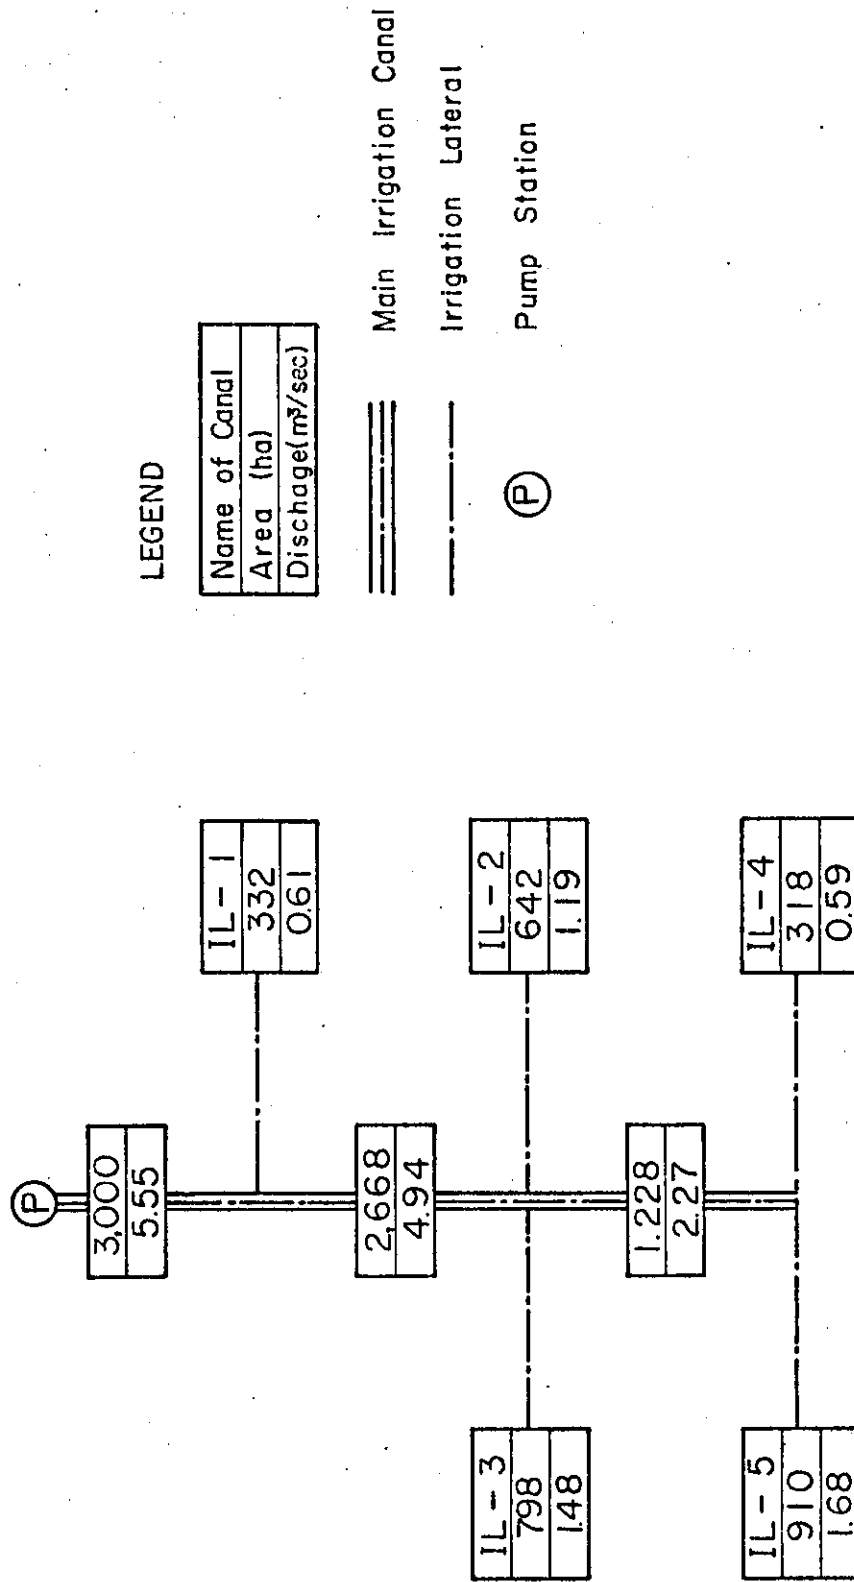 LEGEND
Name of Canal
Area (ha)
Dischage(m³/sec)
Main Irrigation Canal
Irrigation Lateral
P
Pump Station
P
3,000
5.55
IL-1
332
0.61
2,668
4.94
IL-3
798
1.48
IL-2
642
1.19
1.228
2.27
IL-5
910
1.68
IL-4
318
0.59